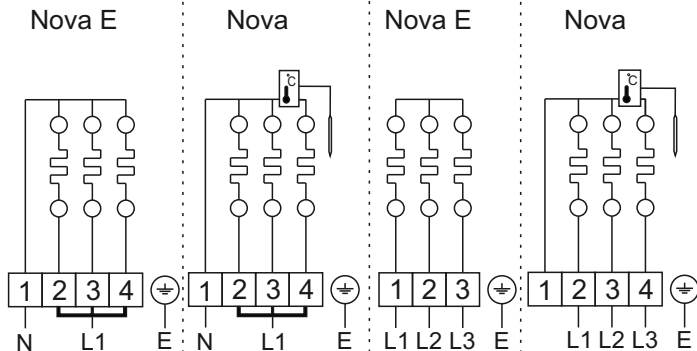 Nova E
Nova
Nova E
Nova
°C
°C
1 2 3 4
1 2 3 4
1 2 3
1 2 3 4
N L1 E
N L1 E
L1 L2 L3 E
L1 L2 L3 E